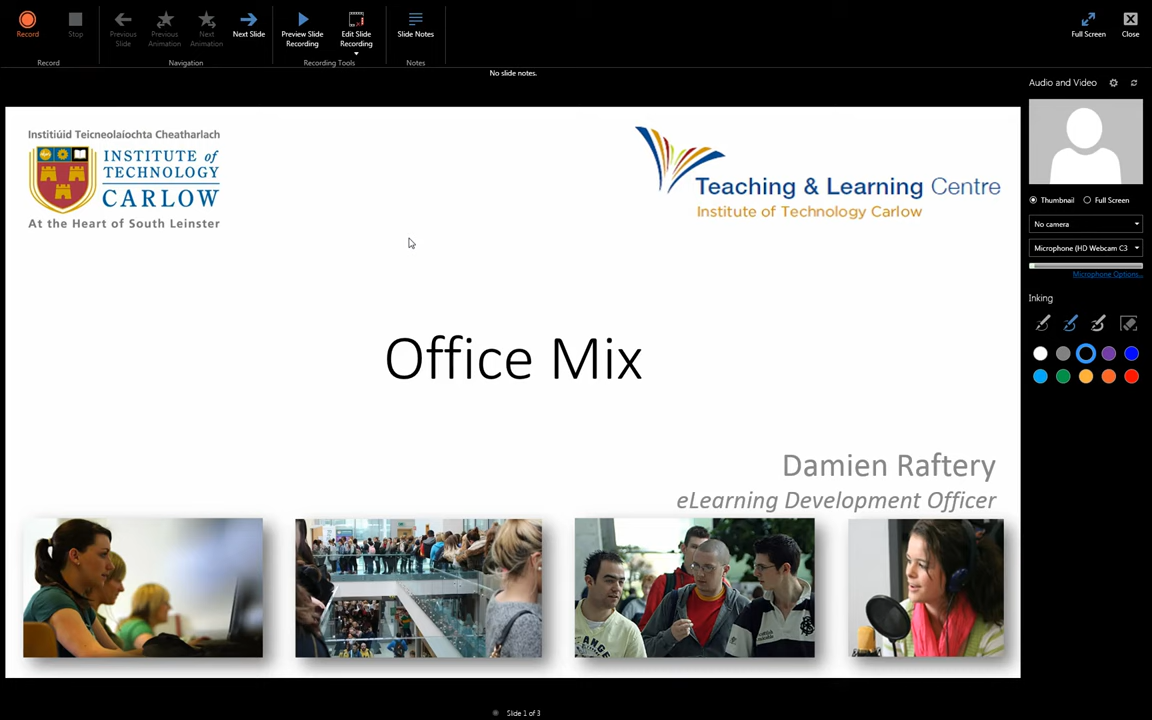 Record
Stop
Previous Slide
Previous Animation
Next Animation
Next Slide
Preview Slide Recording
Edit Slide Recording
Slide Notes
Full Screen
Close
Record
Navigation
Recording Tools
Notes
No slide notes.
Audio and Video
Institiúid Teicneolaíochta Cheatharlach
INSTITUTE of
TECHNOLOGY
CARLOW
At the Heart of South Leinster
Teaching & Learning Centre
Institute of Technology Carlow
Thumbnail
Full Screen
No camera
Microphone (HD Webcam C3
Microphone Options..
Inking
Office Mix
Damien Raftery
eLearning Development Officer
Slide 1 of 3